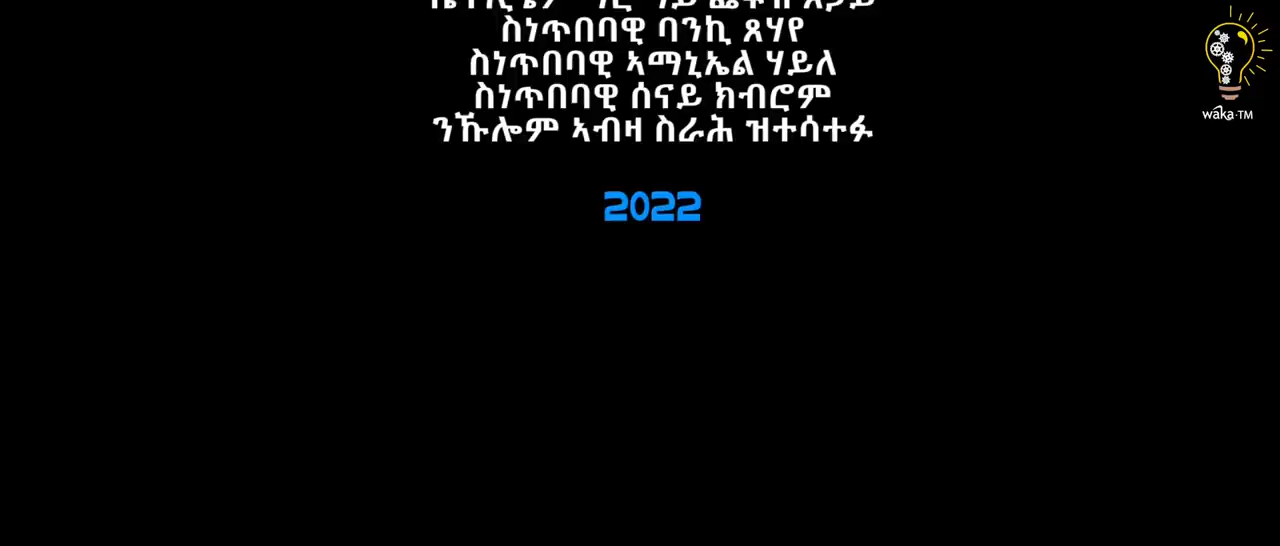 ስነጥበባዊ ባንኪ ጸሃየ
ስነጥበባዊ ኣማኒኤል ሃይለ
ስነጥበባዊ ሰናይ ክብሮም
ንኹሎም ኣብዛ ስራሕ ዝተሳተፉ
2022
waka.TM